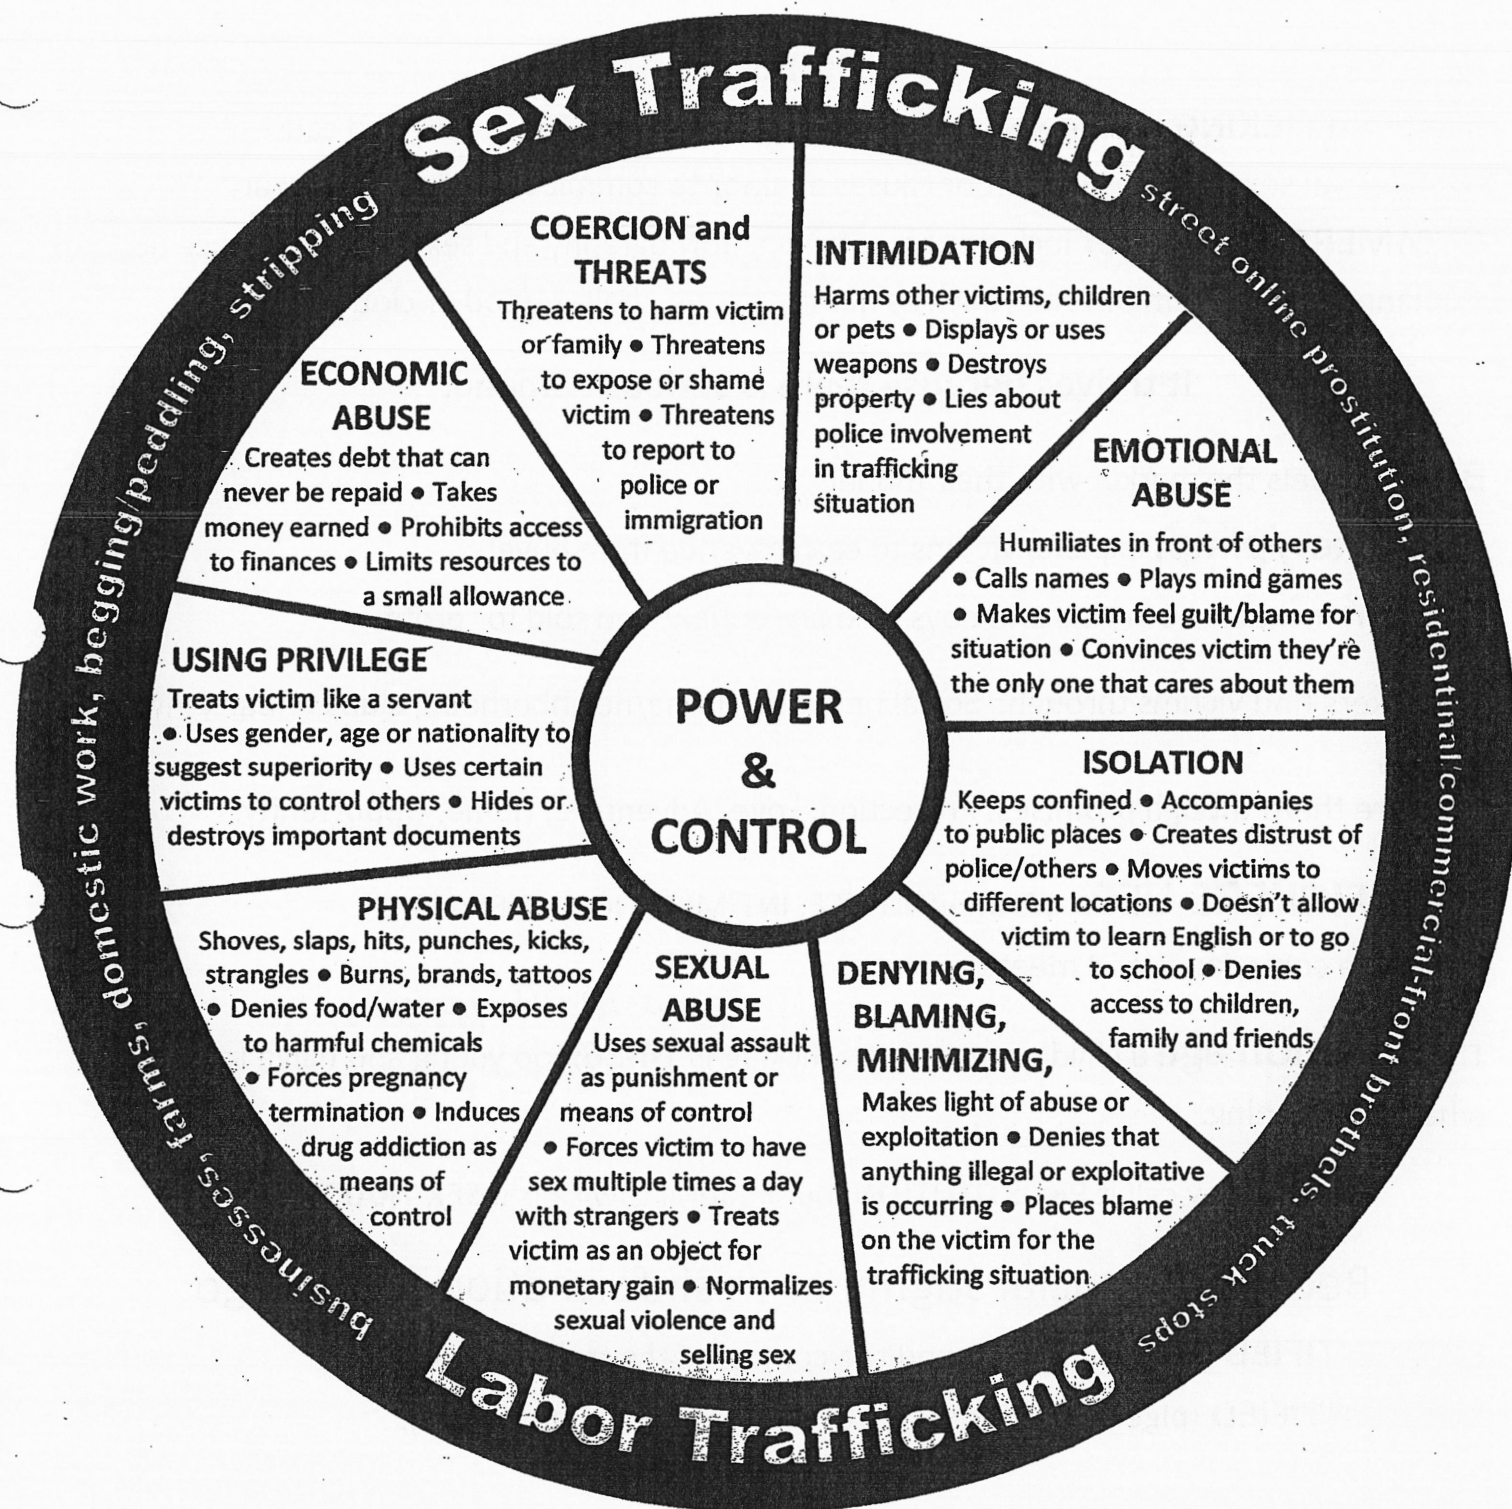 Sex Trafficking
street online prostitution, residentinal/commercial-front brothels, truck stops
COERCION and
THREATS
Threatens to harm victim
or family ● Threatens
to expose or shame
victim ● Threatens
to report to
police or
immigration
INTIMIDATION
Harms other victims, children
or pets ● Displays or uses
weapons ● Destroys
property ● Lies about
police involvement
in trafficking
situation
EMOTIONAL
ABUSE
Humiliates in front of others
● Calls names ● Plays mind games
● Makes victim feel guilt/blame for
situation ● Convinces victim they're
the only one that cares about them
ISOLATION
Keeps confined ● Accompanies
to public places ● Creates distrust of
police/others ● Moves victims to
different locations ● Doesn't allow
victim to learn English or to go
to school ● Denies
access to children,
family and friends
DENYING,
BLAMING,
MINIMIZING,
Makes light of abuse or
exploitation ● Denies that
anything illegal or exploitative
is occurring ● Places blame
on the victim for the
trafficking situation
SEXUAL
ABUSE
Uses sexual assault
as punishment or
means of control
● Forces victim to have
sex multiple times a day
with strangers ● Treats
victim as an object for
monetary gain ● Normalizes
sexual violence and
selling sex
PHYSICAL ABUSE
Shoves, slaps, hits, punches, kicks,
strangles ● Burns, brands, tattoos
● Denies food/water ● Exposes
to harmful chemicals
● Forces pregnancy
termination ● Induces
drug addiction as
means of
control
USING PRIVILEGE
Treats victim like a servant
● Uses gender, age or nationality to
suggest superiority ● Uses certain
victims to control others ● Hides or
destroys important documents
ECONOMIC
ABUSE
Creates debt that can
never be repaid ● Takes
money earned ● Prohibits access
to finances ● Limits resources to
a small allowance
POWER
&
CONTROL
Labor Trafficking
businesses, farms, domestic work, begging/peddling, stripping